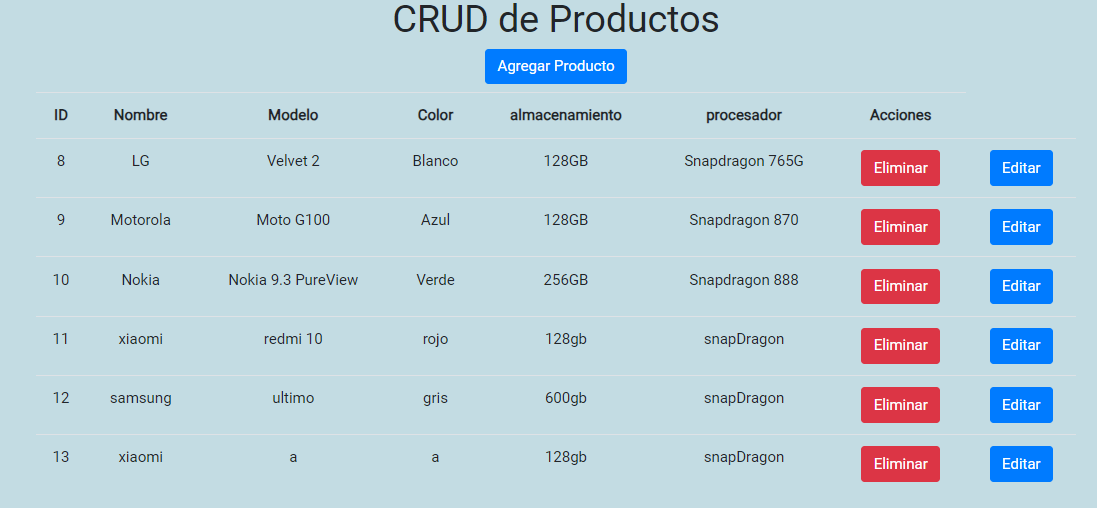 CRUD de Productos
Agregar Producto
ID Nombre Modelo Color almacenamiento procesador Acciones
8 LG Velvet 2 Blanco 128GB Snapdragon 765G Eliminar Editar
9 Motorola Moto G100 Azul 128GB Snapdragon 870 Eliminar Editar
10 Nokia Nokia 9.3 PureView Verde 256GB Snapdragon 888 Eliminar Editar
11 xiaomi redmi 10 rojo 128gb snapDragon Eliminar Editar
12 samsung ultimo gris 600gb snapDragon Eliminar Editar
13 xiaomi a a 128gb snapDragon Eliminar Editar